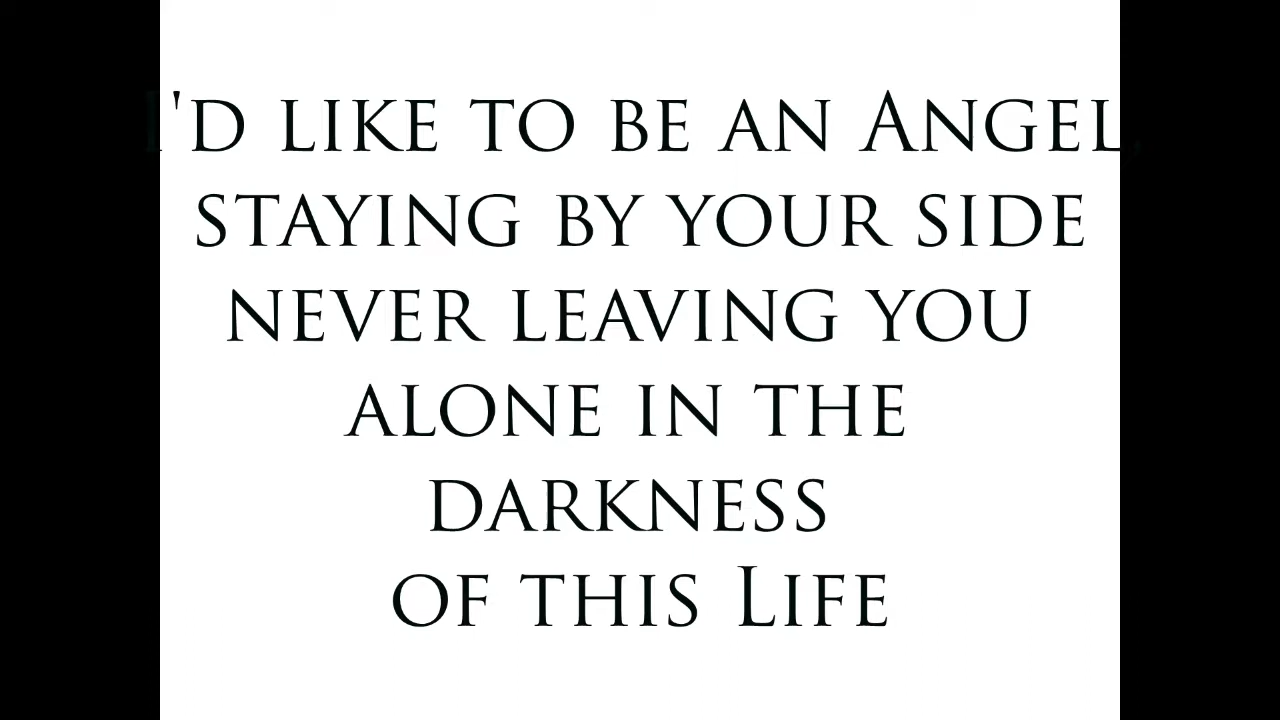 I'd like to be an Angel,
staying by your side
never leaving you
alone in the
darkness
of this Life